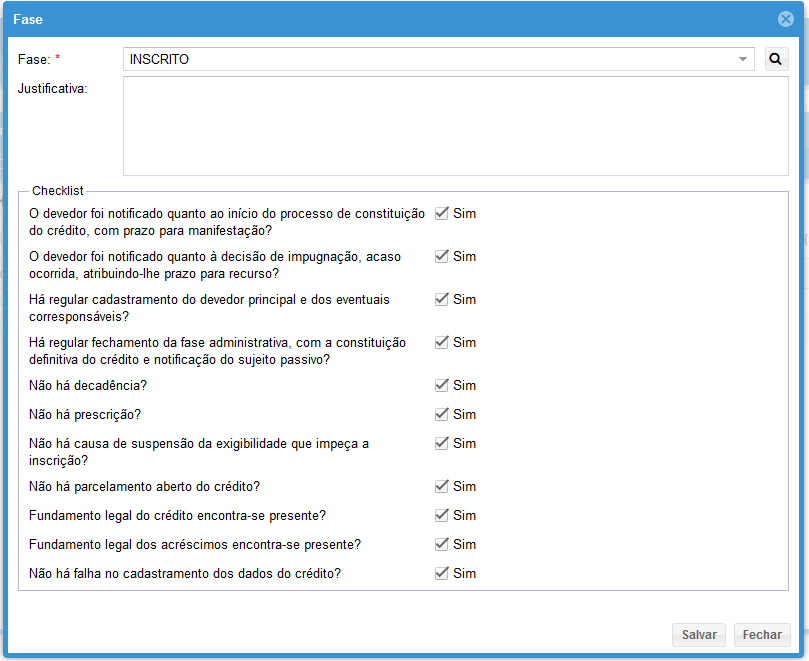 Fase
Fase: *
INSCRITO
Justificativa:
Checklist
O devedor foi notificado quanto ao início do processo de constituição
do crédito, com prazo para manifestação?
Sim
O devedor foi notificado quanto à decisão de impugnação, acaso
ocorrida, atribuindo-lhe prazo para recurso?
Sim
Há regular cadastramento do devedor principal e dos eventuais
corresponsáveis?
Sim
Há regular fechamento da fase administrativa, com a constituição
definitiva do crédito e notificação do sujeito passivo?
Sim
Não há decadência?
Sim
Não há prescrição?
Sim
Não há causa de suspensão da exigibilidade que impeça a
inscrição?
Sim
Não há parcelamento aberto do crédito?
Sim
Fundamento legal do crédito encontra-se presente?
Sim
Fundamento legal dos acréscimos encontra-se presente?
Sim
Não há falha no cadastramento dos dados do crédito?
Sim
Salvar
Fechar